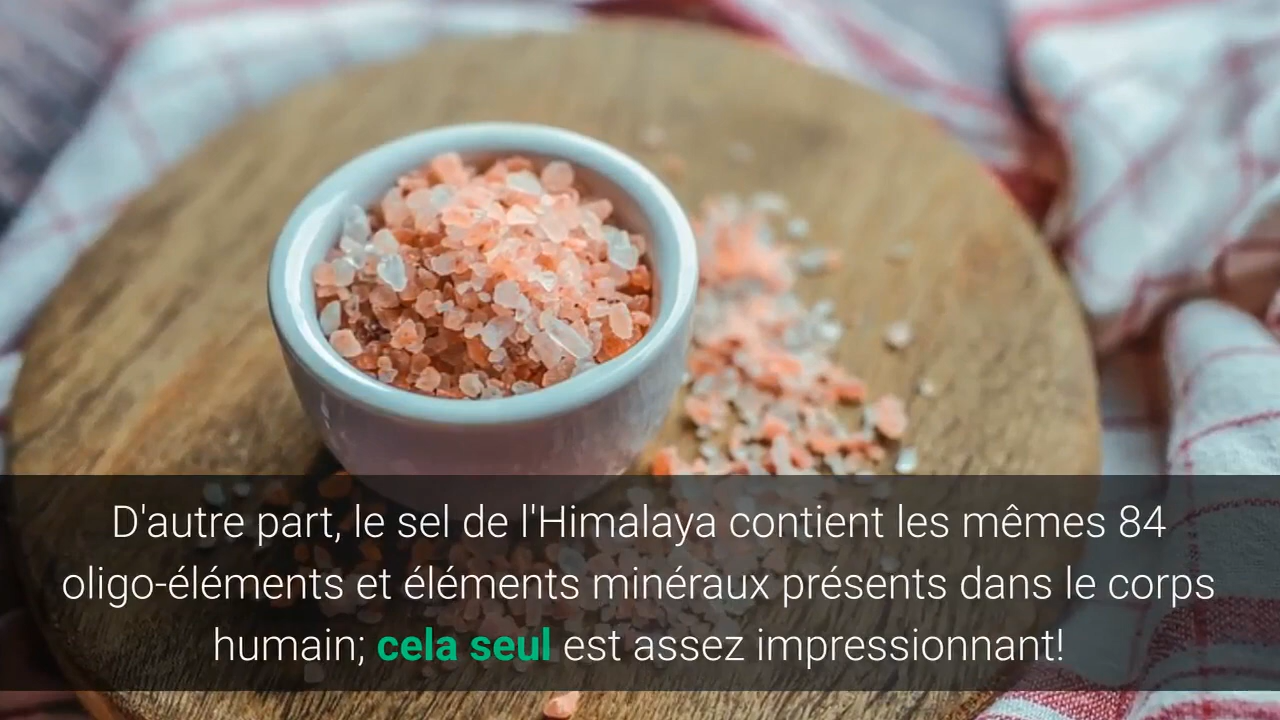 D'autre part, le sel de l'Himalaya contient les mêmes 84
oligo-éléments et éléments minéraux présents dans le corps
humain; cela seul est assez impressionnant!